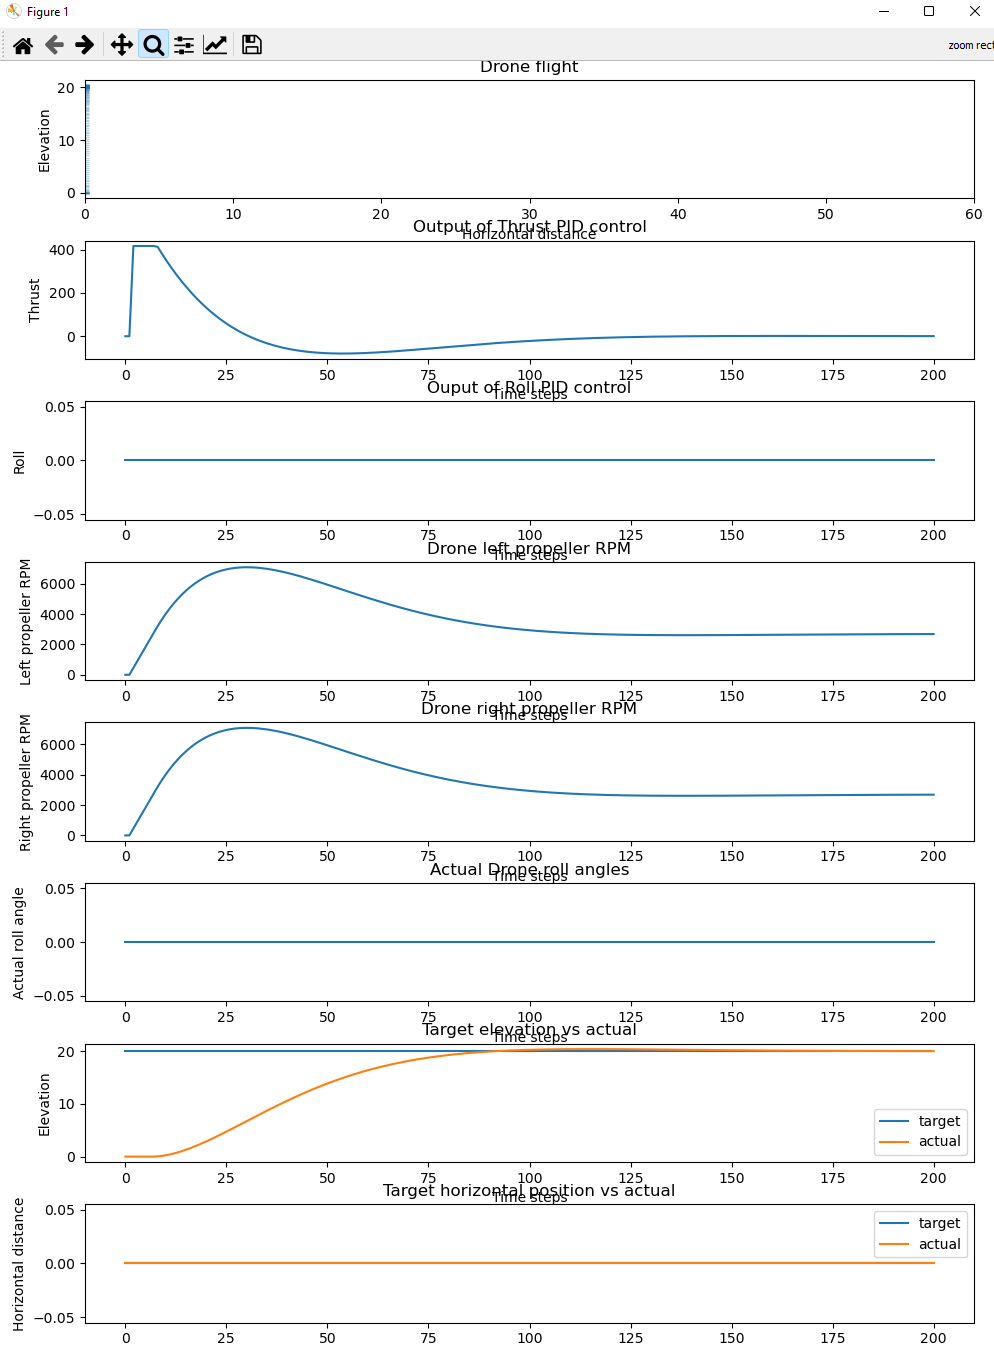 Figure 1
zoom rect
Drone flight
Elevation
20
10
0
0 10 20 30 40 50 60
Horizontal distance
Output of Thrust PID control
Thrust
400
200
0
0 25 50 75 100 125 150 175 200
Time steps
Ouput of Roll PID control
Roll
0.05
0.00
−0.05
0 25 50 75 100 125 150 175 200
Time steps
Drone left propeller RPM
Left propeller RPM
6000
4000
2000
0
0 25 50 75 100 125 150 175 200
Time steps
Drone right propeller RPM
Right propeller RPM
6000
4000
2000
0
0 25 50 75 100 125 150 175 200
Time steps
Actual Drone roll angles
Actual roll angle
0.05
0.00
−0.05
0 25 50 75 100 125 150 175 200
Time steps
Target elevation vs actual
Elevation
20
10
0
target
actual
0 25 50 75 100 125 150 175 200
Time steps
Target horizontal position vs actual
Horizontal distance
0.05
0.00
−0.05
target
actual
0 25 50 75 100 125 150 175 200